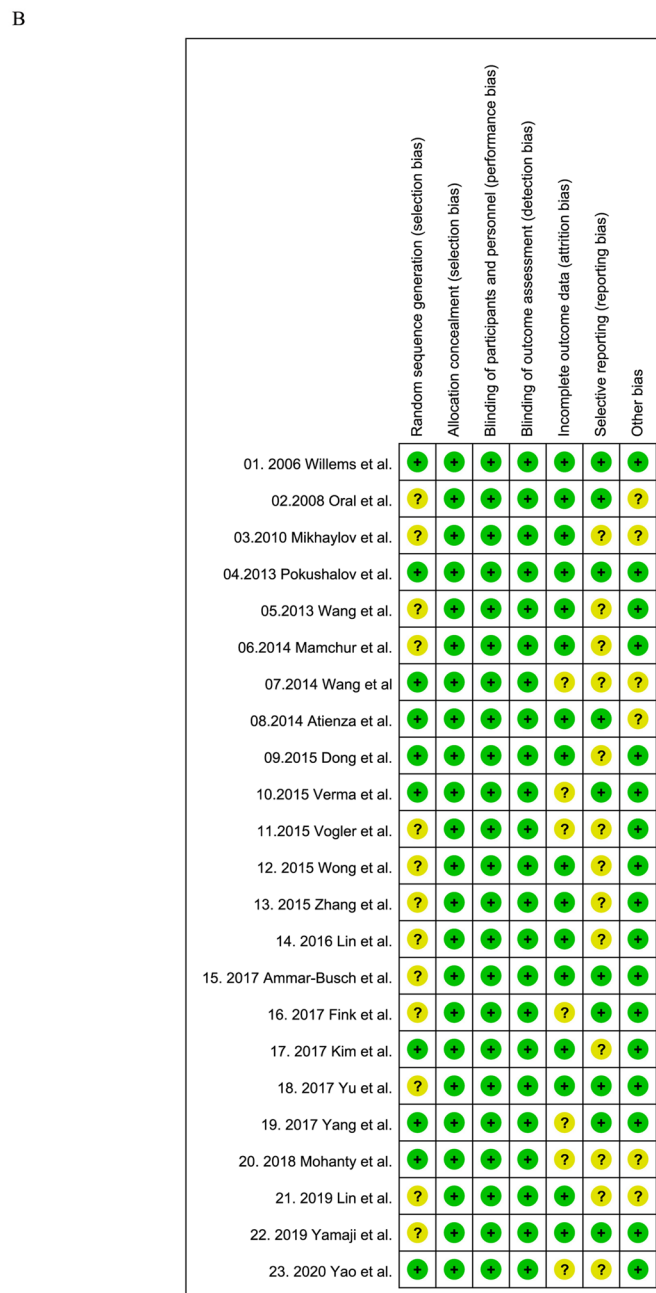 B
Random sequence generation (selection bias)
Allocation concealment (selection bias)
Blinding of participants and personnel (performance bias)
Blinding of outcome assessment (detection bias)
Incomplete outcome data (attrition bias)
Selective reporting (reporting bias)
Other bias
01. 2006 Willems et al. + + + + + + +
02.2008 Oral et al. ? + + + + + ?
03.2010 Mikhaylov et al. ? + + + + ? ?
04.2013 Pokushalov et al. + + + + + + +
05.2013 Wang et al. ? + + + + ? +
06.2014 Mamchur et al. ? + + + + ? +
07.2014 Wang et al + + + + ? ? ?
08.2014 Atienza et al. + + + + + + ?
09.2015 Dong et al. + + + + + ? +
10.2015 Verma et al. + + + + ? + +
11.2015 Vogler et al. ? + + + ? ? +
12. 2015 Wong et al. ? + + + + ? +
13. 2015 Zhang et al. ? + + + + ? +
14. 2016 Lin et al. ? + + + + ? +
15. 2017 Ammar-Busch et al. ? + + + + + +
16. 2017 Fink et al. ? + + + ? + +
17. 2017 Kim et al. + + + + + ? +
18. 2017 Yu et al. ? + + + + + +
19. 2017 Yang et al. + + + + ? + +
20. 2018 Mohanty et al. + + + + ? ? ?
21. 2019 Lin et al. ? + + + + ? ?
22. 2019 Yamaji et al. ? + + + + + +
23. 2020 Yao et al. + + + + ? ? +